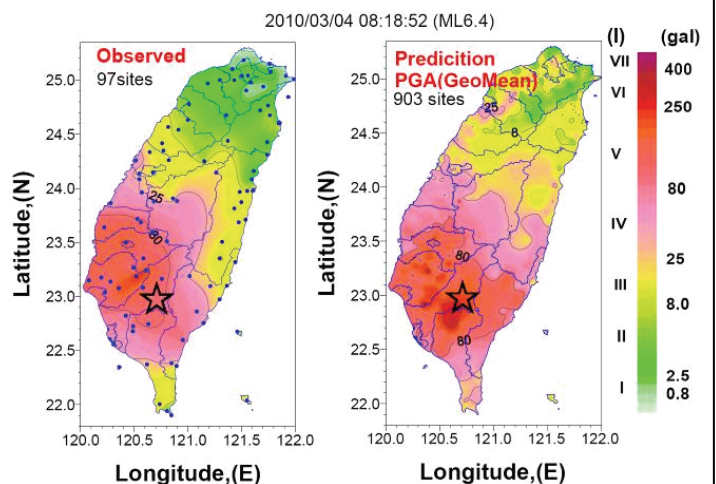 2010/03/04 08:18:52 (ML6.4)
Observed
97sites
25
80
25.0
24.5
24.0
23.5
23.0
22.5
22.0
Latitude,(N)
120.0 120.5 121.0 121.5 122.0
Longitude,(E)
Predicition
PGA(GeoMean)
903 sites
25
8
80
80
25.0
24.5
24.0
23.5
23.0
22.5
22.0
Latitude,(N)
120.0 120.5 121.0 121.5 122.0
Longitude,(E)
(I) (gal)
VII 400
VI 250
V
80
IV
25
III 8.0
II
2.5
I 0.8